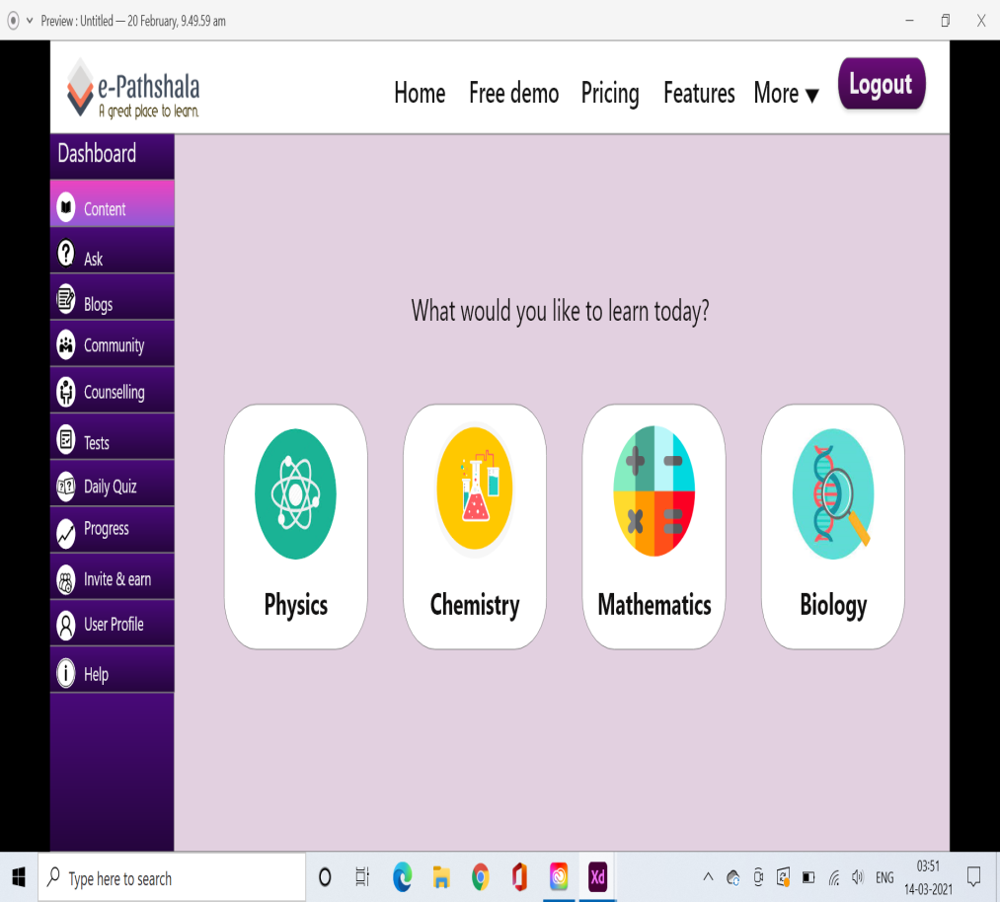 Preview : Untitled — 20 February, 9.49.59 am
e-Pathshala
A great place to learn.
Home Free demo Pricing Features More ▼ Logout
Dashboard
Content
Ask
Blogs
Community
Counselling
Tests
Daily Quiz
Progress
Invite & earn
User Profile
Help
What would you like to learn today?
Physics Chemistry Mathematics Biology
Type here to search
Xd
ENG
03:51
14-03-2021